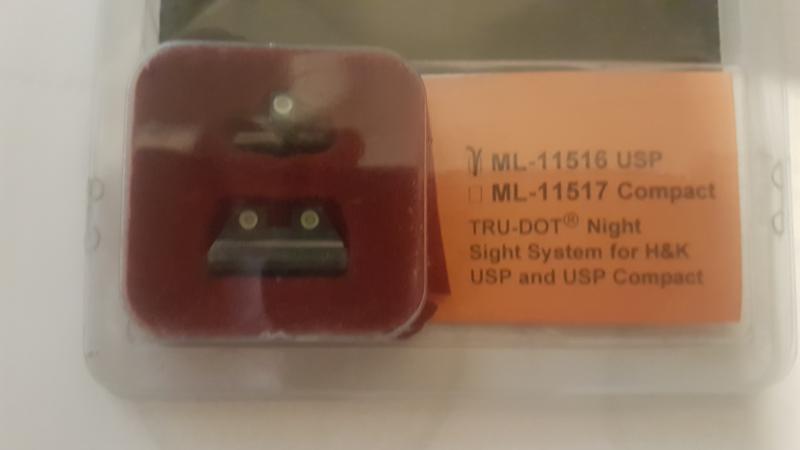 ML-11516 USP
ML-11517 Compact
TRU-DOT® Night
Sight System for H&K
USP and USP Compact